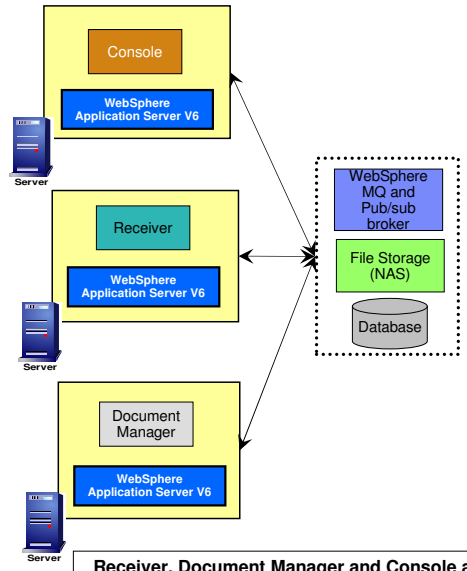 Console
WebSphere
Application Server V6
Server
Receiver
WebSphere
Application Server V6
Server
Document
Manager
WebSphere
Application Server V6
Server
WebSphere
MQ and
Pub/sub
broker
File Storage
(NAS)
Database
Receiver, Document Manager and Console a